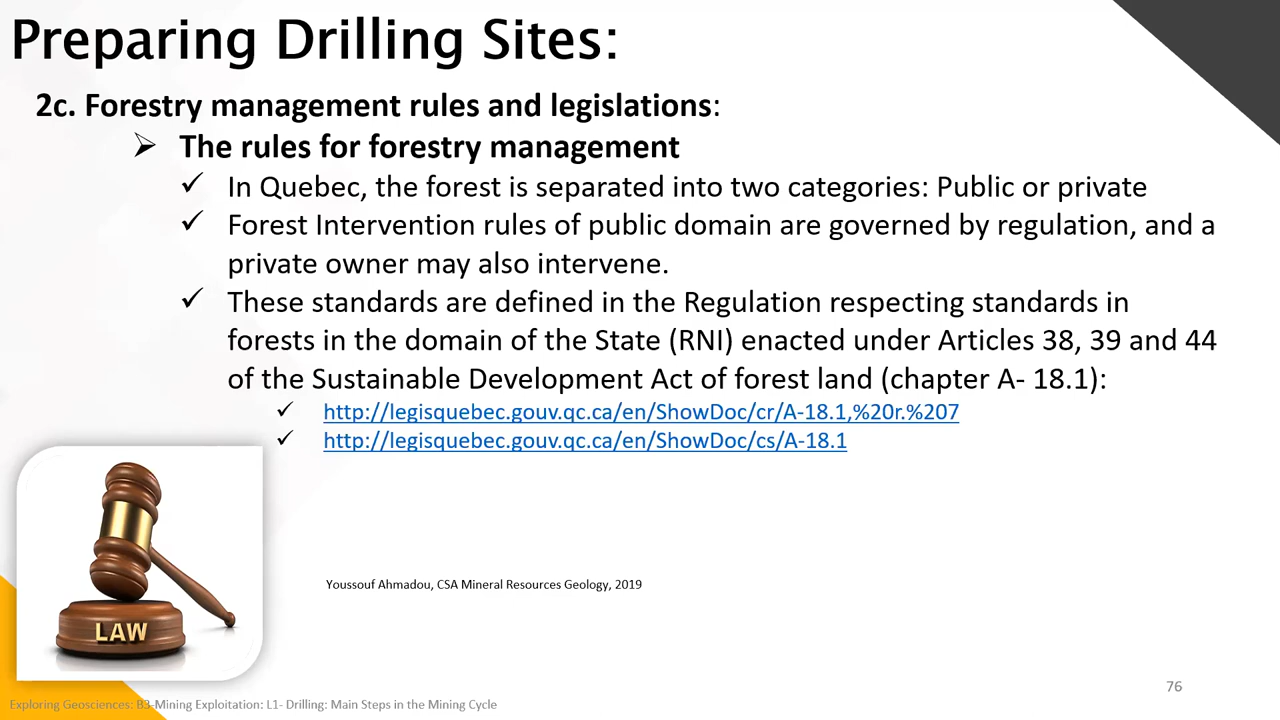 Preparing Drilling Sites:
2c. Forestry management rules and legislations:
The rules for forestry management
In Quebec, the forest is separated into two categories: Public or private
Forest Intervention rules of public domain are governed by regulation, and a
private owner may also intervene.
These standards are defined in the Regulation respecting standards in
forests in the domain of the State (RNI) enacted under Articles 38, 39 and 44
of the Sustainable Development Act of forest land (chapter A- 18.1):
http://legisquebec.gouv.qc.ca/en/ShowDoc/cr/A-18.1,%20r.%207
http://legisquebec.gouv.qc.ca/en/ShowDoc/cs/A-18.1
Youssouf Ahmadou, CSA Mineral Resources Geology, 2019
LAW
76
Exploring Geosciences: B3-Mining Exploitation: L1- Drilling: Main Steps in the Mining Cycle